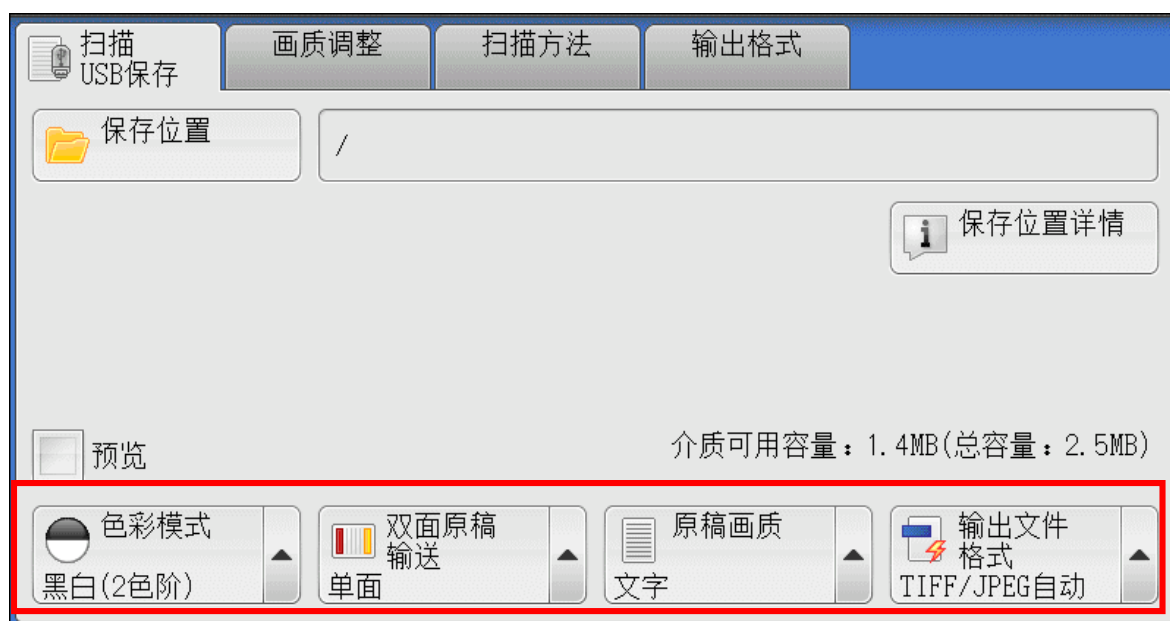 扫描
USB保存
画质调整
扫描方法
输出格式
保存位置
/
保存位置详情
预览
介质可用容量：1.4MB(总容量：2.5MB)
色彩模式
黑白(2色阶)
双面原稿
输送
单面
原稿画质
文字
输出文件
格式
TIFF/JPEG自动